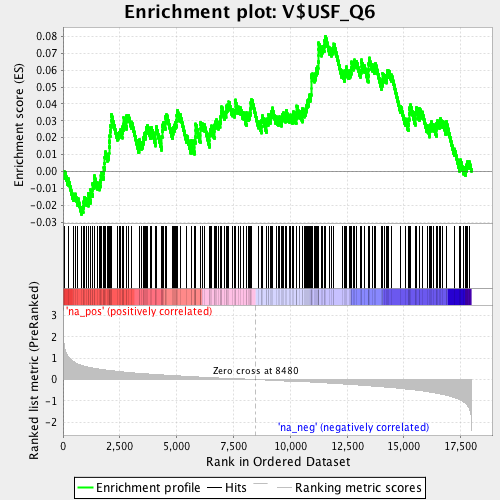 Enrichment plot: V$USF_Q6
Enrichment score (ES)
0.08
0.07
0.06
0.05
0.04
0.03
0.02
0.01
0.00
-0.01
-0.02
-0.03
'na_pos' (positively correlated)
Ranked list metric (PreRanked)
3
2
1
0
-1
-2
Zero cross at 8480
'na_neg' (negatively correlated)
0
2,500
5,000
7,500
10,000
12,500
15,000
17,500
Rank in Ordered Dataset
Enrichment profile
Hits
Ranking metric scores